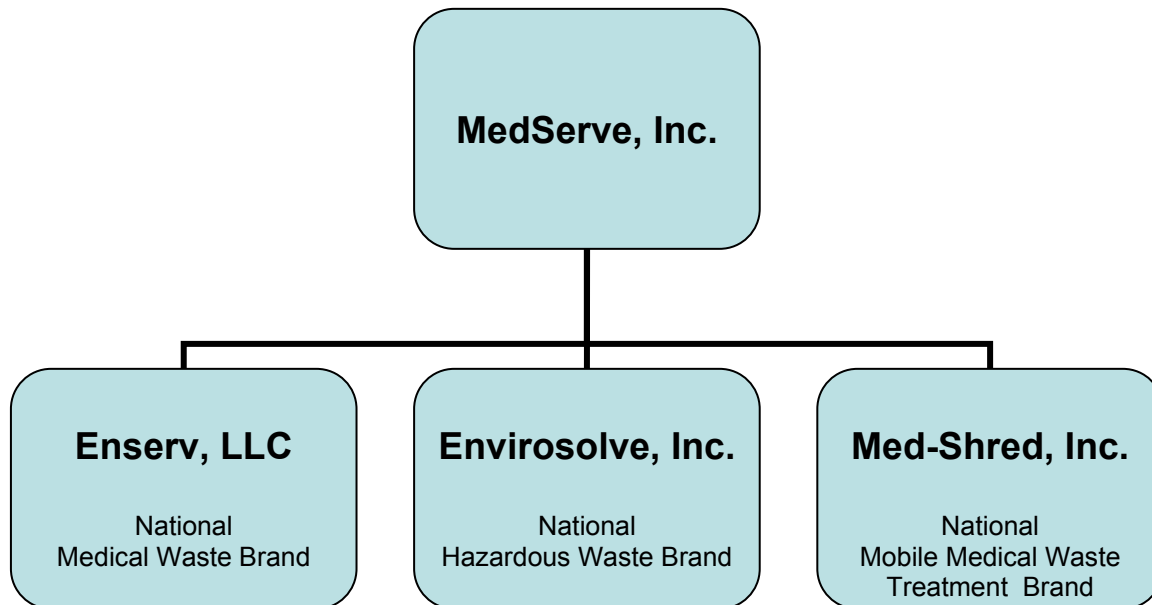 MedServe, Inc.
Enserv, LLC
National
Medical Waste Brand
Envirosolve, Inc.
National
Hazardous Waste Brand
Med-Shred, Inc.
National
Mobile Medical Waste
Treatment Brand